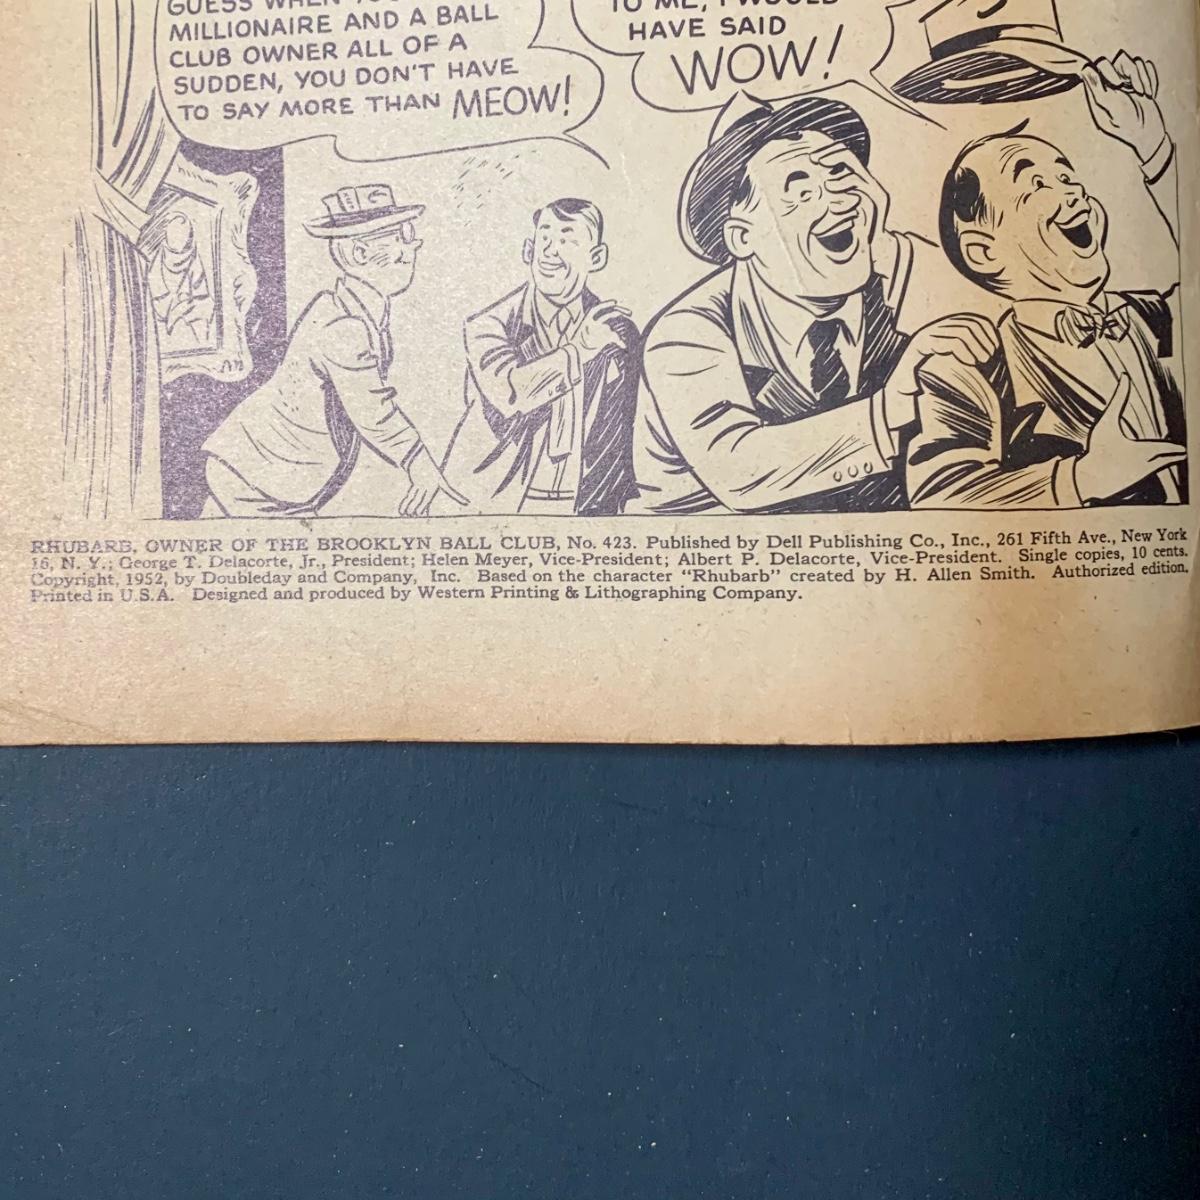 GUESS WHEN
MILLIONAIRE AND A BALL
CLUB OWNER ALL OF A
SUDDEN, YOU DON'T HAVE
TO SAY MORE THAN MEOW!
TO ME, I WOULD
HAVE SAID
WOW!
RHUBARB, OWNER OF THE BROOKLYN BALL CLUB, No. 423. Published by Dell Publishing Co., Inc., 261 Fifth Ave., New York
16, N. Y.; George T. Delacorte, Jr., President; Helen Meyer, Vice-President; Albert P. Delacorte, Vice-President. Single copies, 10 cents.
Copyright, 1952, by Doubleday and Company, Inc. Based on the character "Rhubarb" created by H. Allen Smith. Authorized edition.
Printed in U.S.A. Designed and produced by Western Printing & Lithographing Company.